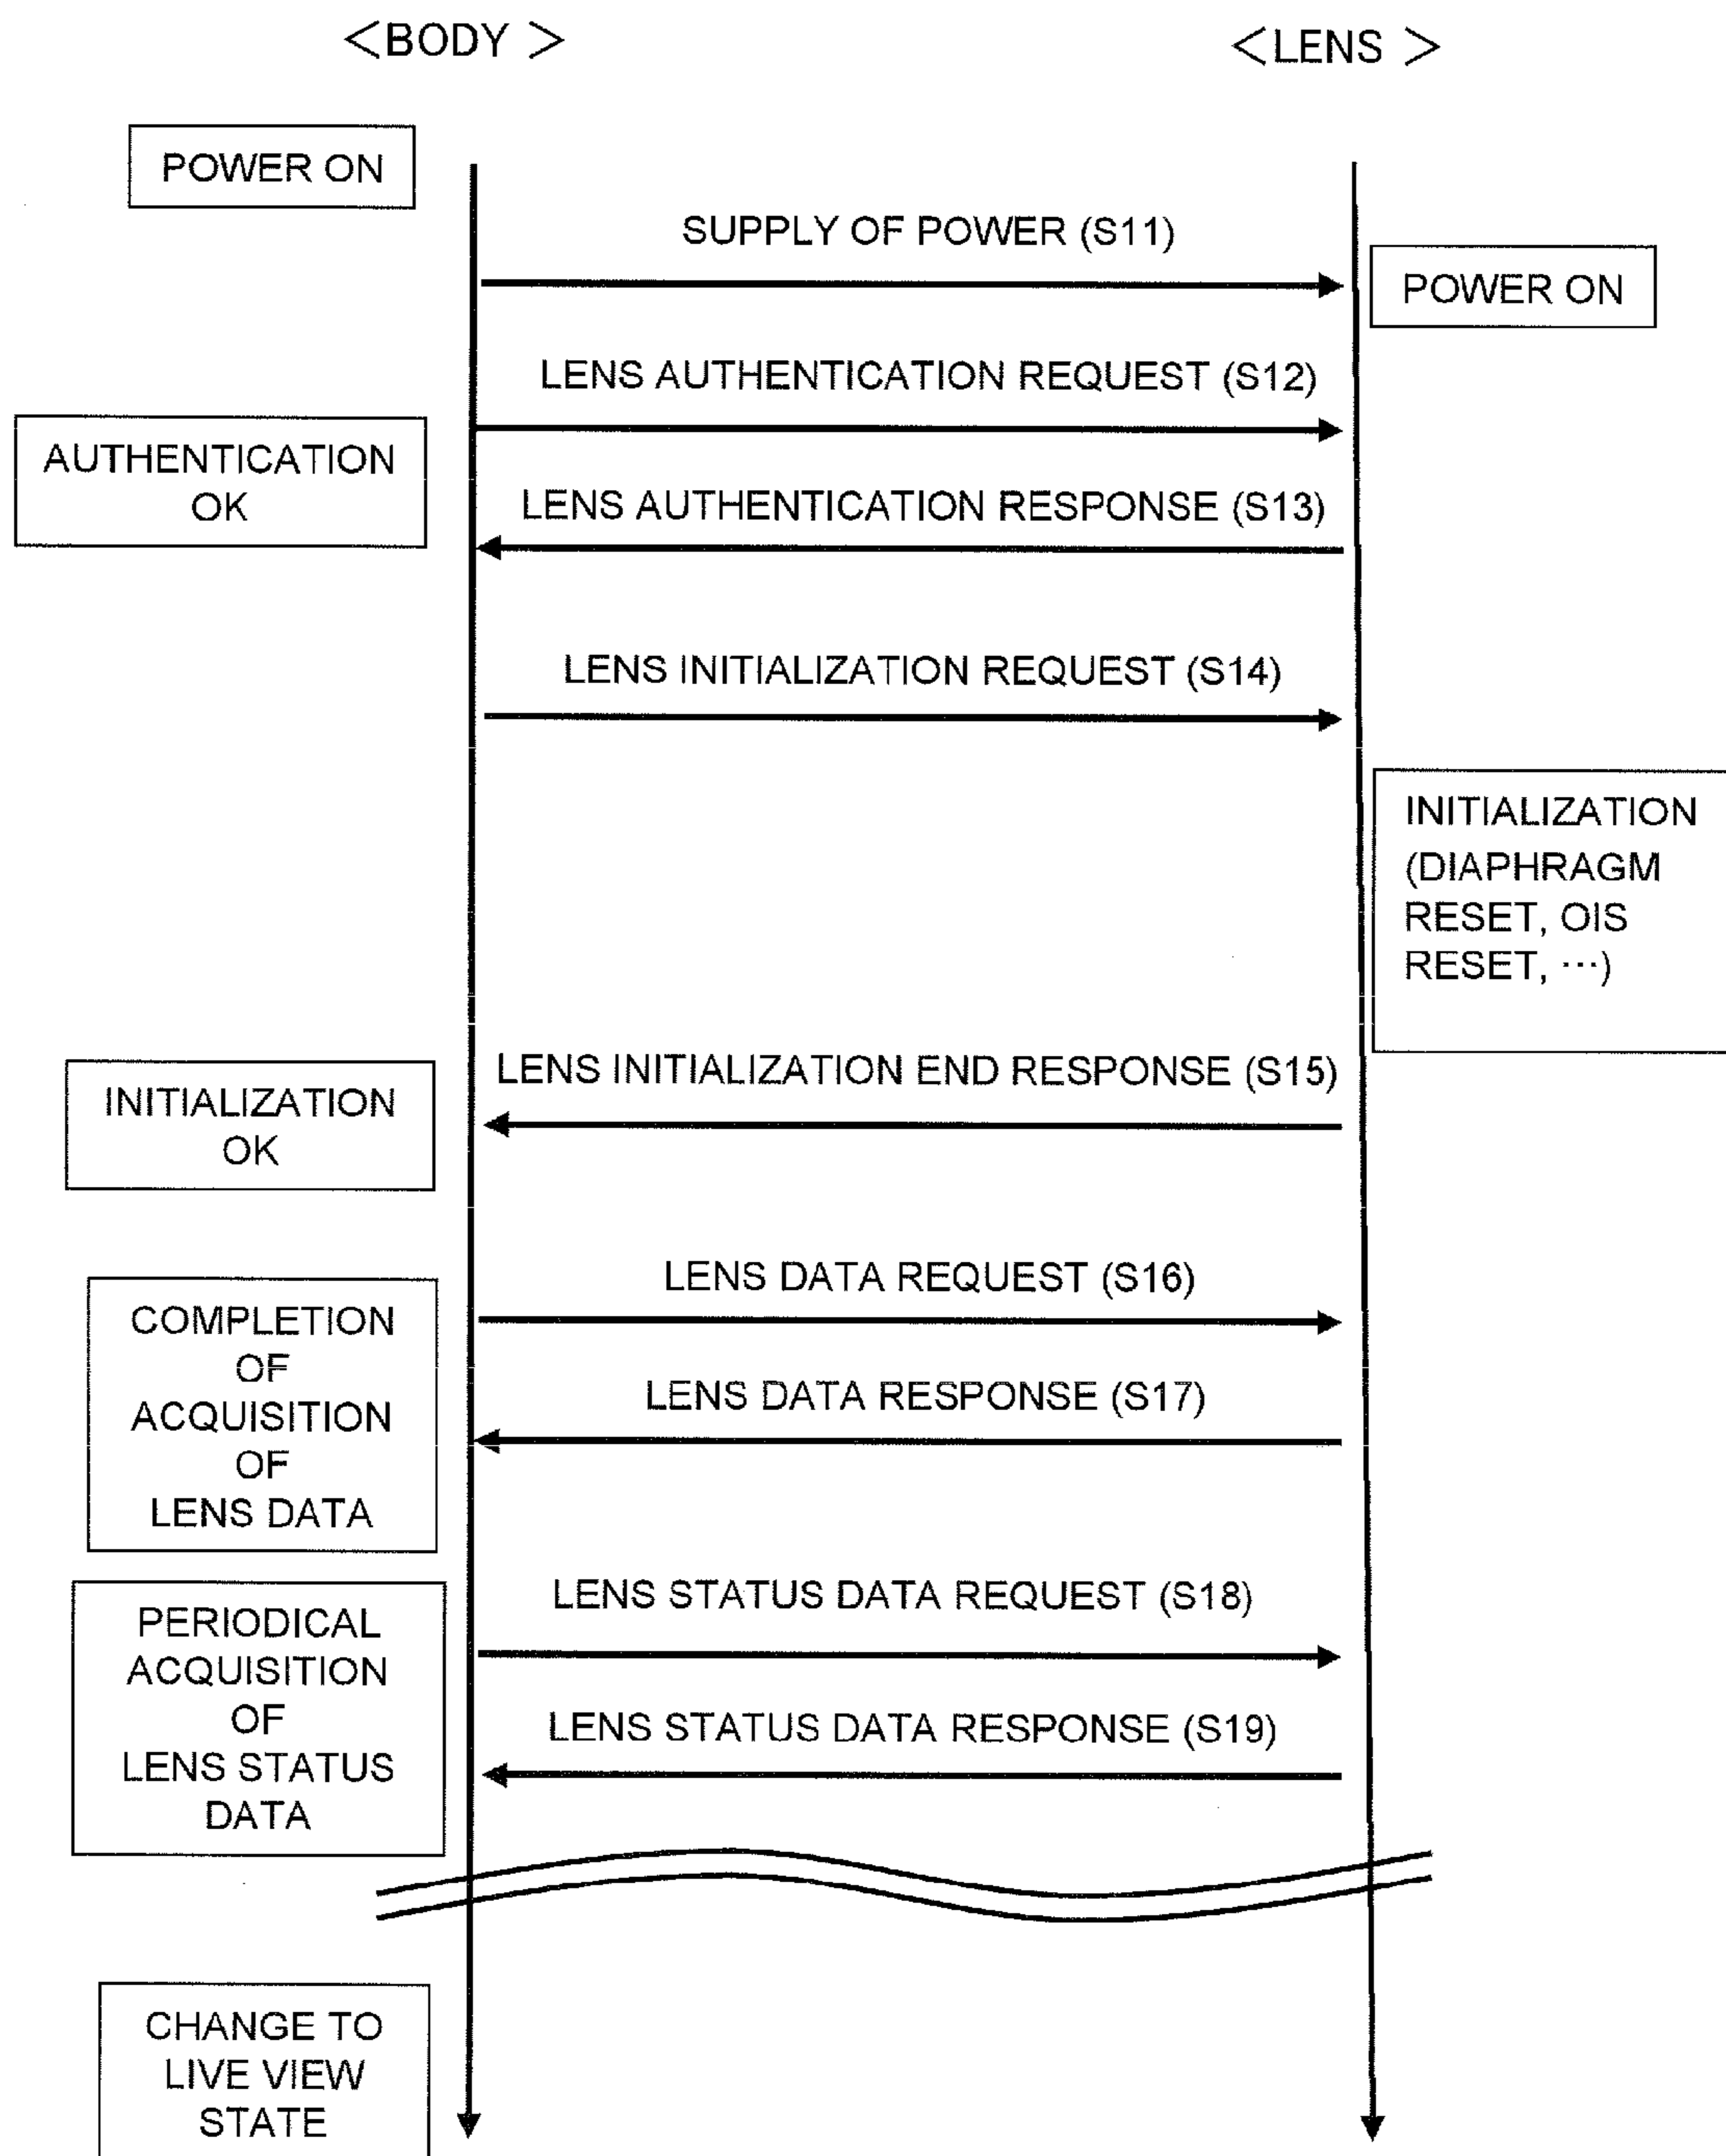 <BODY >
<LENS >
POWER ON
SUPPLY OF POWER (S11)
POWER ON
LENS AUTHENTICATION REQUEST (S12)
AUTHENTICATION
OK
LENS AUTHENTICATION RESPONSE (S13)
LENS INITIALIZATION REQUEST (S14)
INITIALIZATION
(DIAPHRAGM
RESET, OIS
RESET, ···)
LENS INITIALIZATION END RESPONSE (S15)
INITIALIZATION
OK
LENS DATA REQUEST (S16)
COMPLETION
OF
ACQUISITION
OF
LENS DATA
LENS DATA RESPONSE (S17)
LENS STATUS DATA REQUEST (S18)
PERIODICAL
ACQUISITION
OF
LENS STATUS
DATA
LENS STATUS DATA RESPONSE (S19)
CHANGE TO
LIVE VIEW
STATE